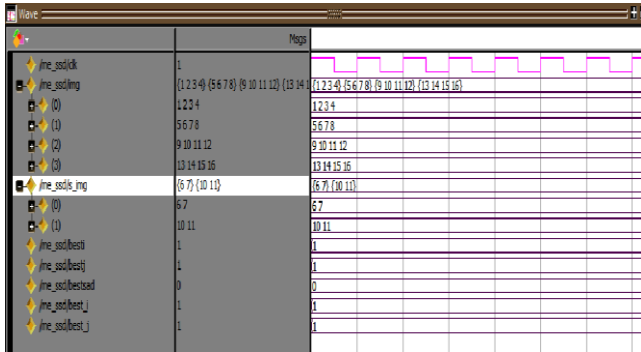 Wave
Msgs
/me_ssd/clk 1
/me_ssd/img {1 2 3 4} {5 6 7 8} {9 10 11 12} {13 14 1 {1 2 3 4} {5 6 7 8} {9 10 11 12} {13 14 15 16}
(0) 1 2 3 4 1 2 3 4
(1) 5 6 7 8 5 6 7 8
(2) 9 10 11 12 9 10 11 12
(3) 13 14 15 16 13 14 15 16
/me_ssd/s_img {6 7} {10 11} {6 7} {10 11}
(0) 6 7 6 7
(1) 10 11 10 11
/me_ssd/besti 1 1
/me_ssd/bestj 1 1
/me_ssd/bestsad 0 0
/me_ssd/best_i 1 1
/me_ssd/best_j 1 1